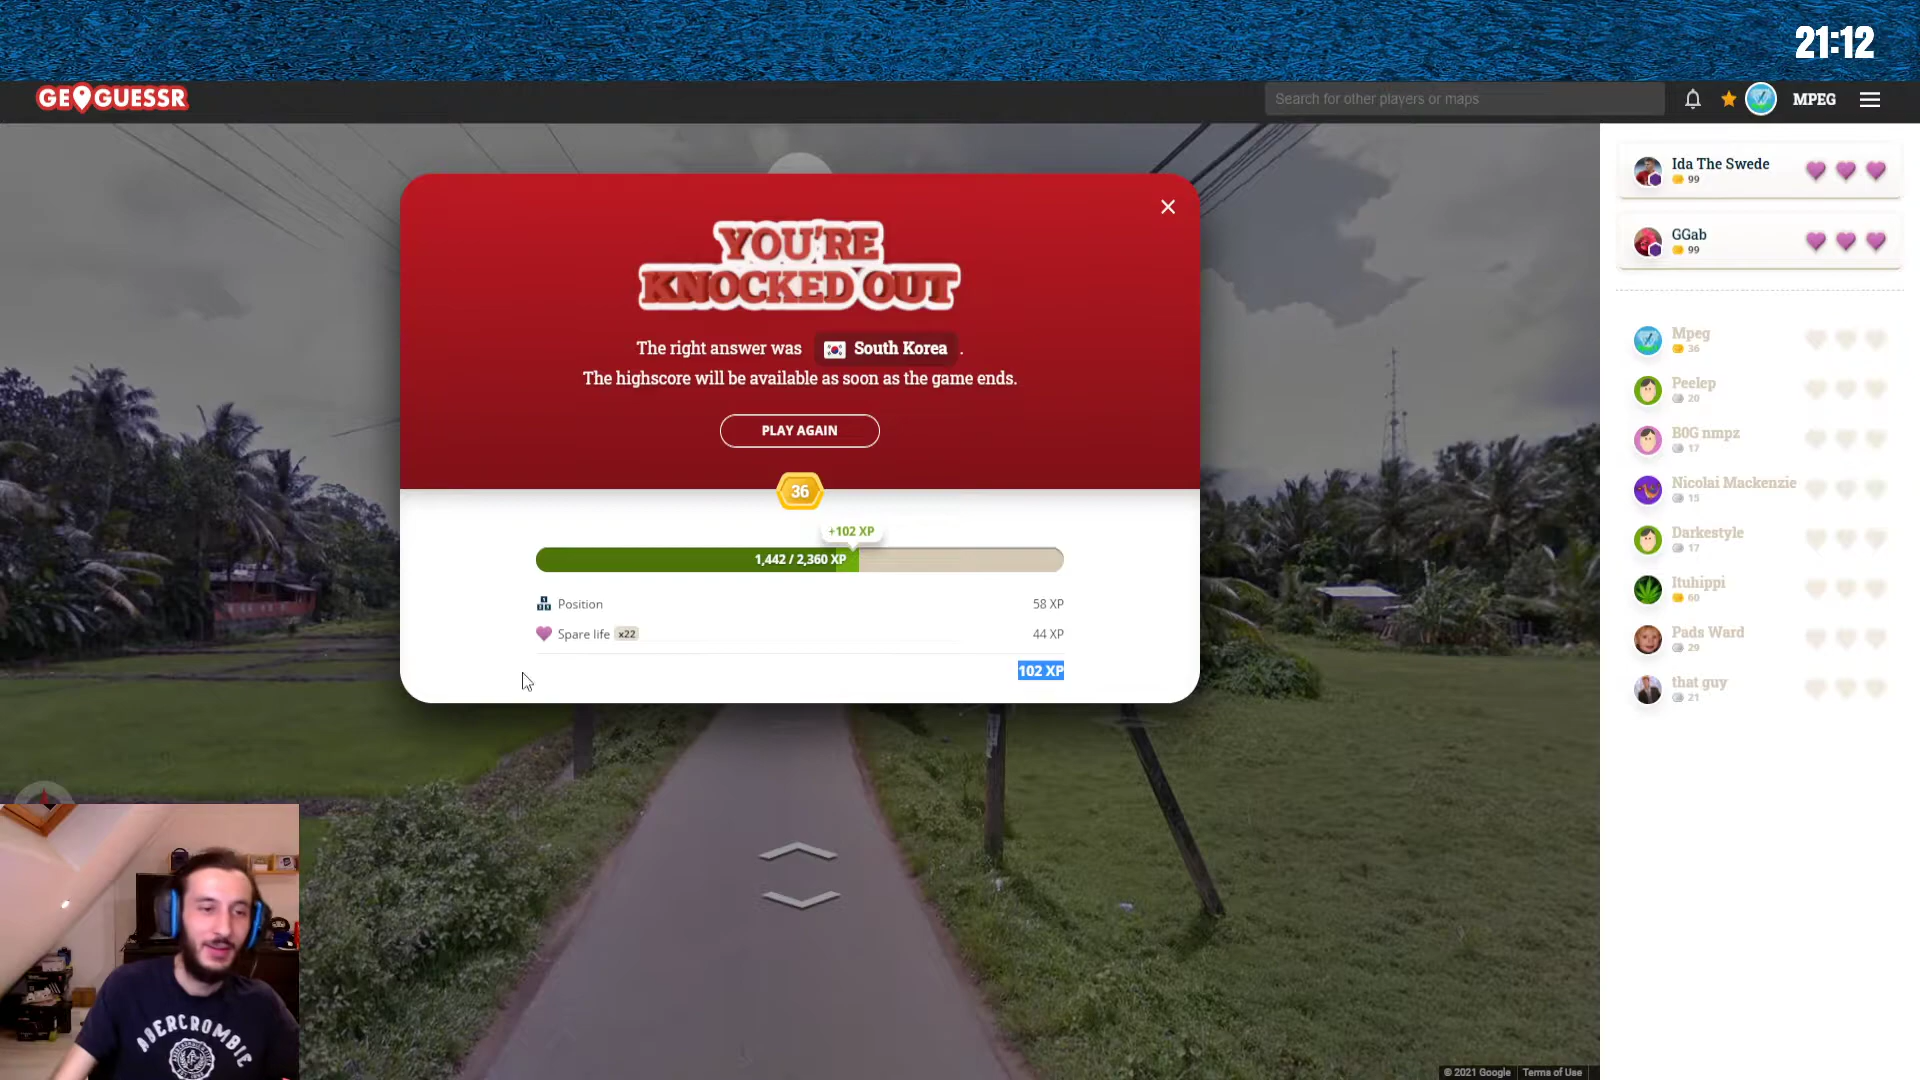 21:12
GEOGUESSR
Search for other players or maps
MPEG
YOU'RE
KNOCKED OUT
The right answer was South Korea .
The highscore will be available as soon as the game ends.
PLAY AGAIN
36
+102 XP
1,442 / 2,360 XP
Position 58 XP
Spare life x22 44 XP
102 XP
Ida The Swede
99
GGab
99
Mpeg
36
Peelep
20
B0G nmpz
17
Nicolai Mackenzie
15
Darkestyle
17
Ituhippi
60
Pads Ward
29
that guy
21
ABERCROMBIE
© 2021 Google Terms of Use